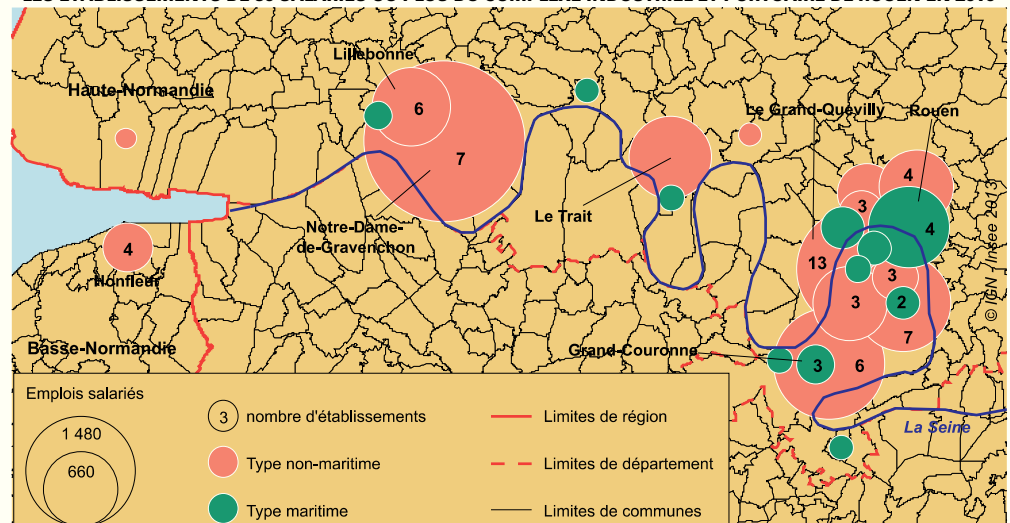 Lillebonne
Haute-Normandie
Le Grand-Quevilly
Rouen
6
7
4
3
Le Trait
4
Notre-Dame-
de-Gravenchon
4
Honfleur
13
3
3
2
7
Basse-Normandie
Grand-Couronne
3
6
La Seine
© IGN - Insee 2013
Emplois salariés
1 480
660
3 nombre d'établissements
Type non-maritime
Type maritime
Limites de région
Limites de département
Limites de communes